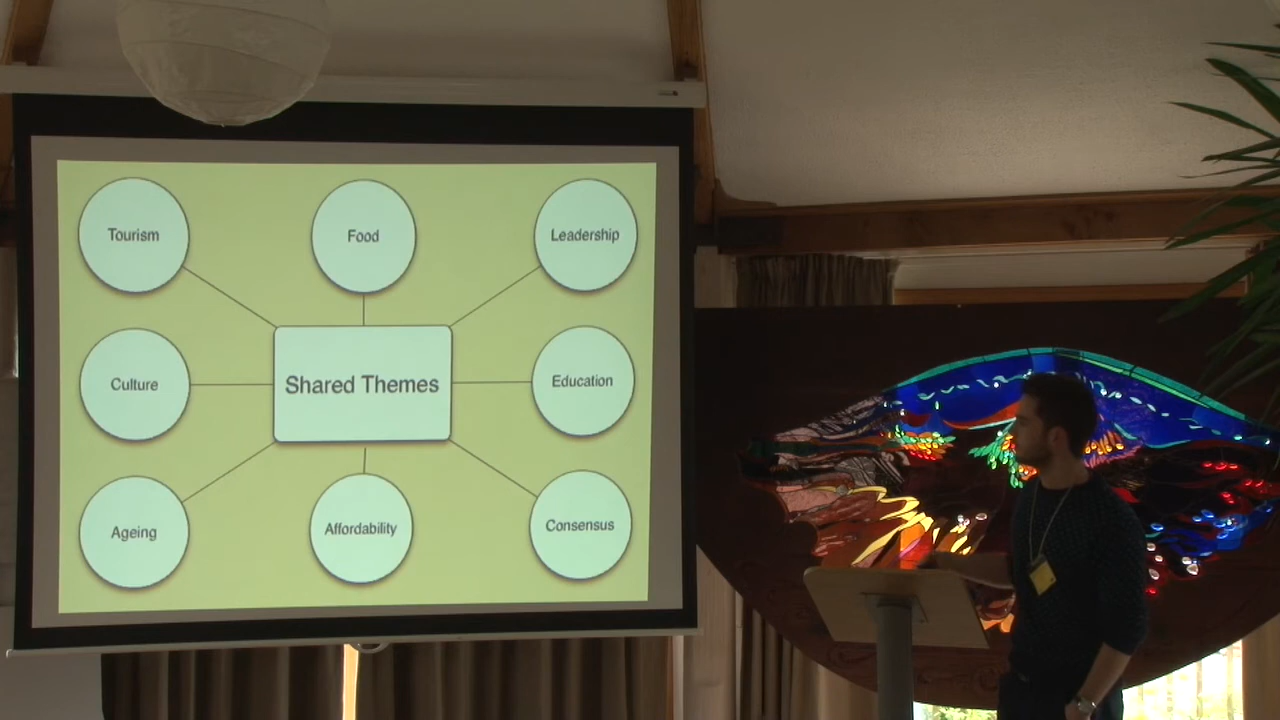 Tourism
Food
Leadership
Culture
Shared Themes
Education
Ageing
Affordability
Consensus